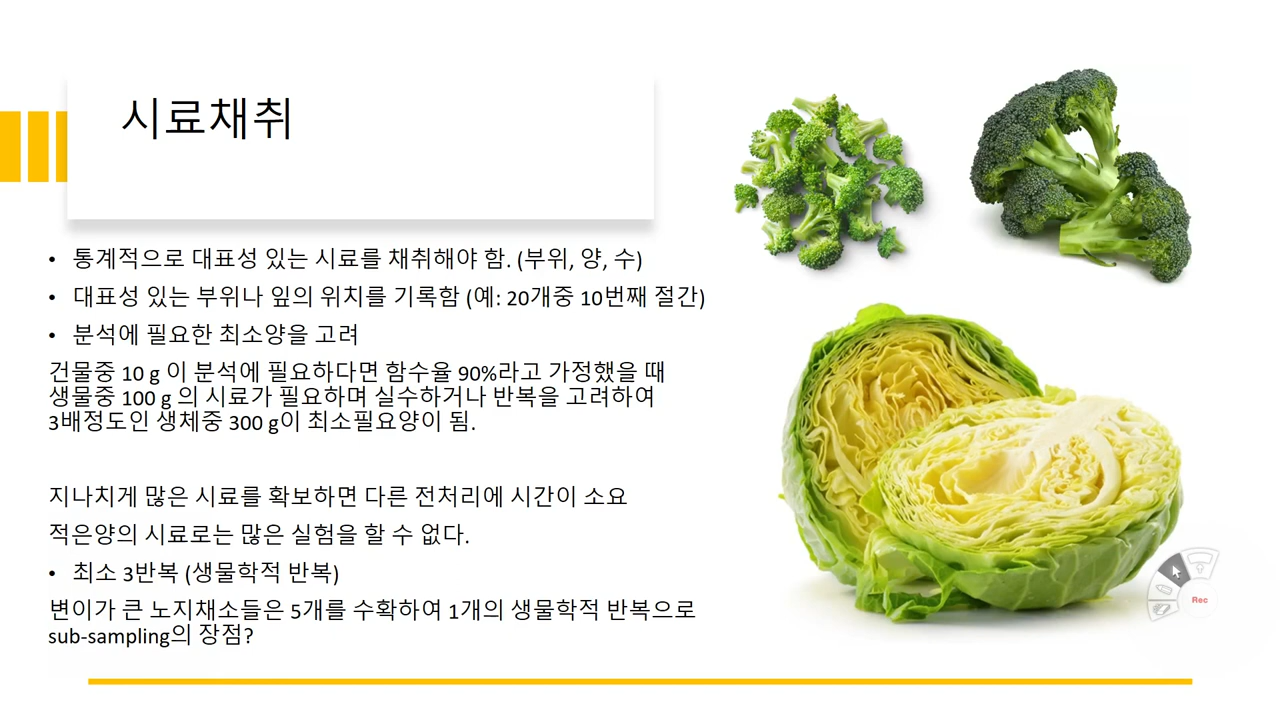 시료채취
• 통계적으로 대표성 있는 시료를 채취해야 함. (부위, 양, 수)
• 대표성 있는 부위나 잎의 위치를 기록함 (예: 20개중 10번째 절간)
• 분석에 필요한 최소양을 고려
건물중 10 g 이 분석에 필요하다면 함수율 90%라고 가정했을 때
생물중 100 g 의 시료가 필요하며 실수하거나 반복을 고려하여
3배정도인 생체중 300 g이 최소필요양이 됨.
지나치게 많은 시료를 확보하면 다른 전처리에 시간이 소요
적은양의 시료로는 많은 실험을 할 수 없다.
• 최소 3반복 (생물학적 반복)
변이가 큰 노지채소들은 5개를 수확하여 1개의 생물학적 반복으로
sub-sampling의 장점?
Rec